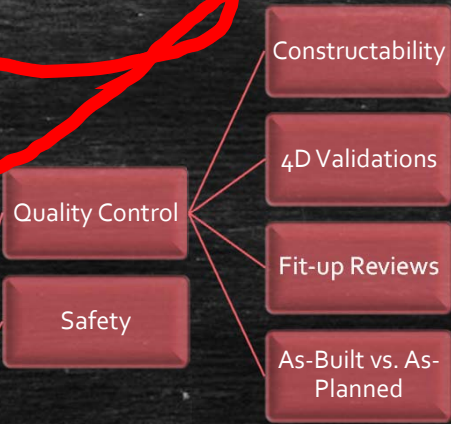 Constructability
4D Validations
Quality Control
Fit-up Reviews
Safety
As-Built vs. As-
Planned